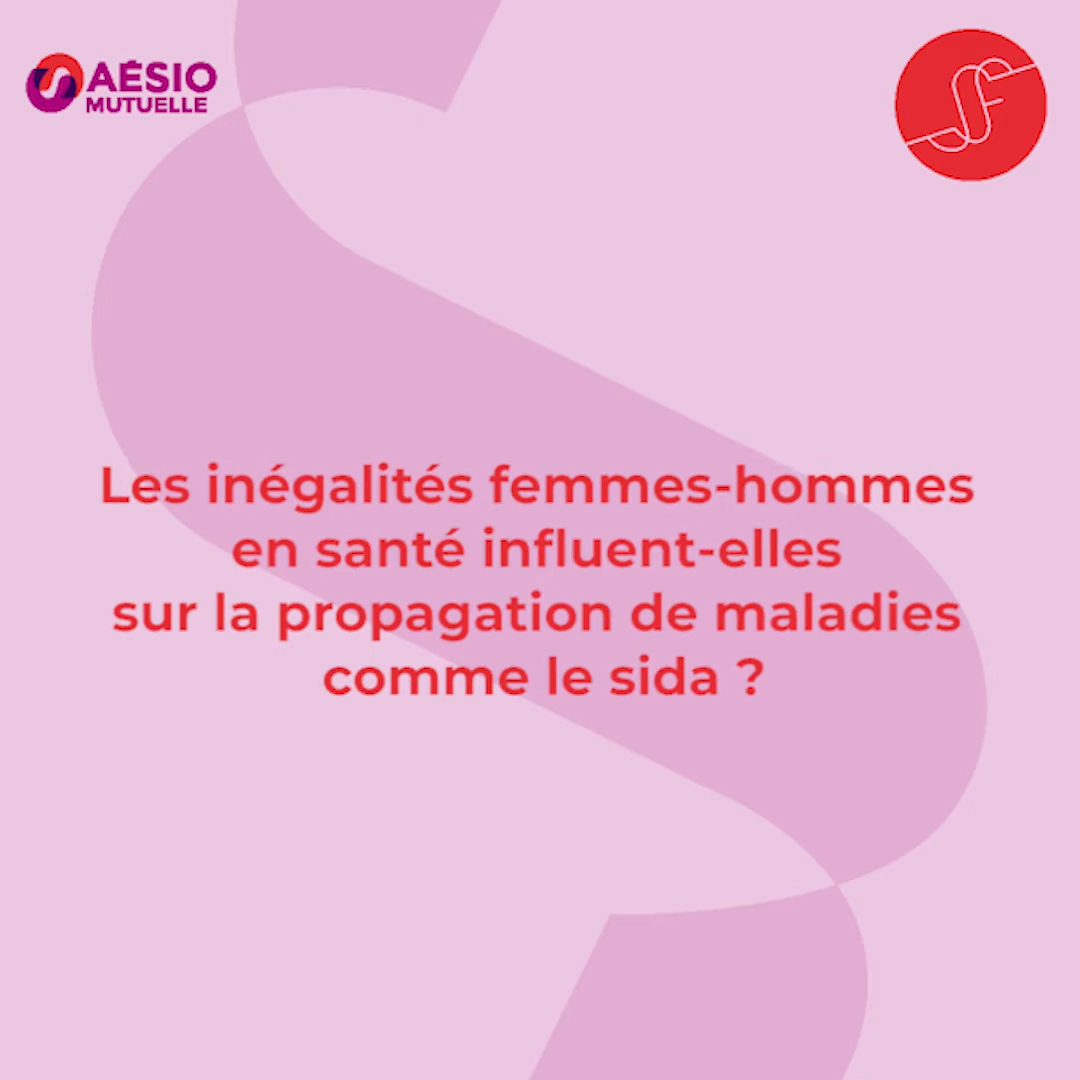 AÉSIO
MUTUELLE
Les inégalités femmes-hommes
en santé influent-elles
sur la propagation de maladies
comme le sida ?